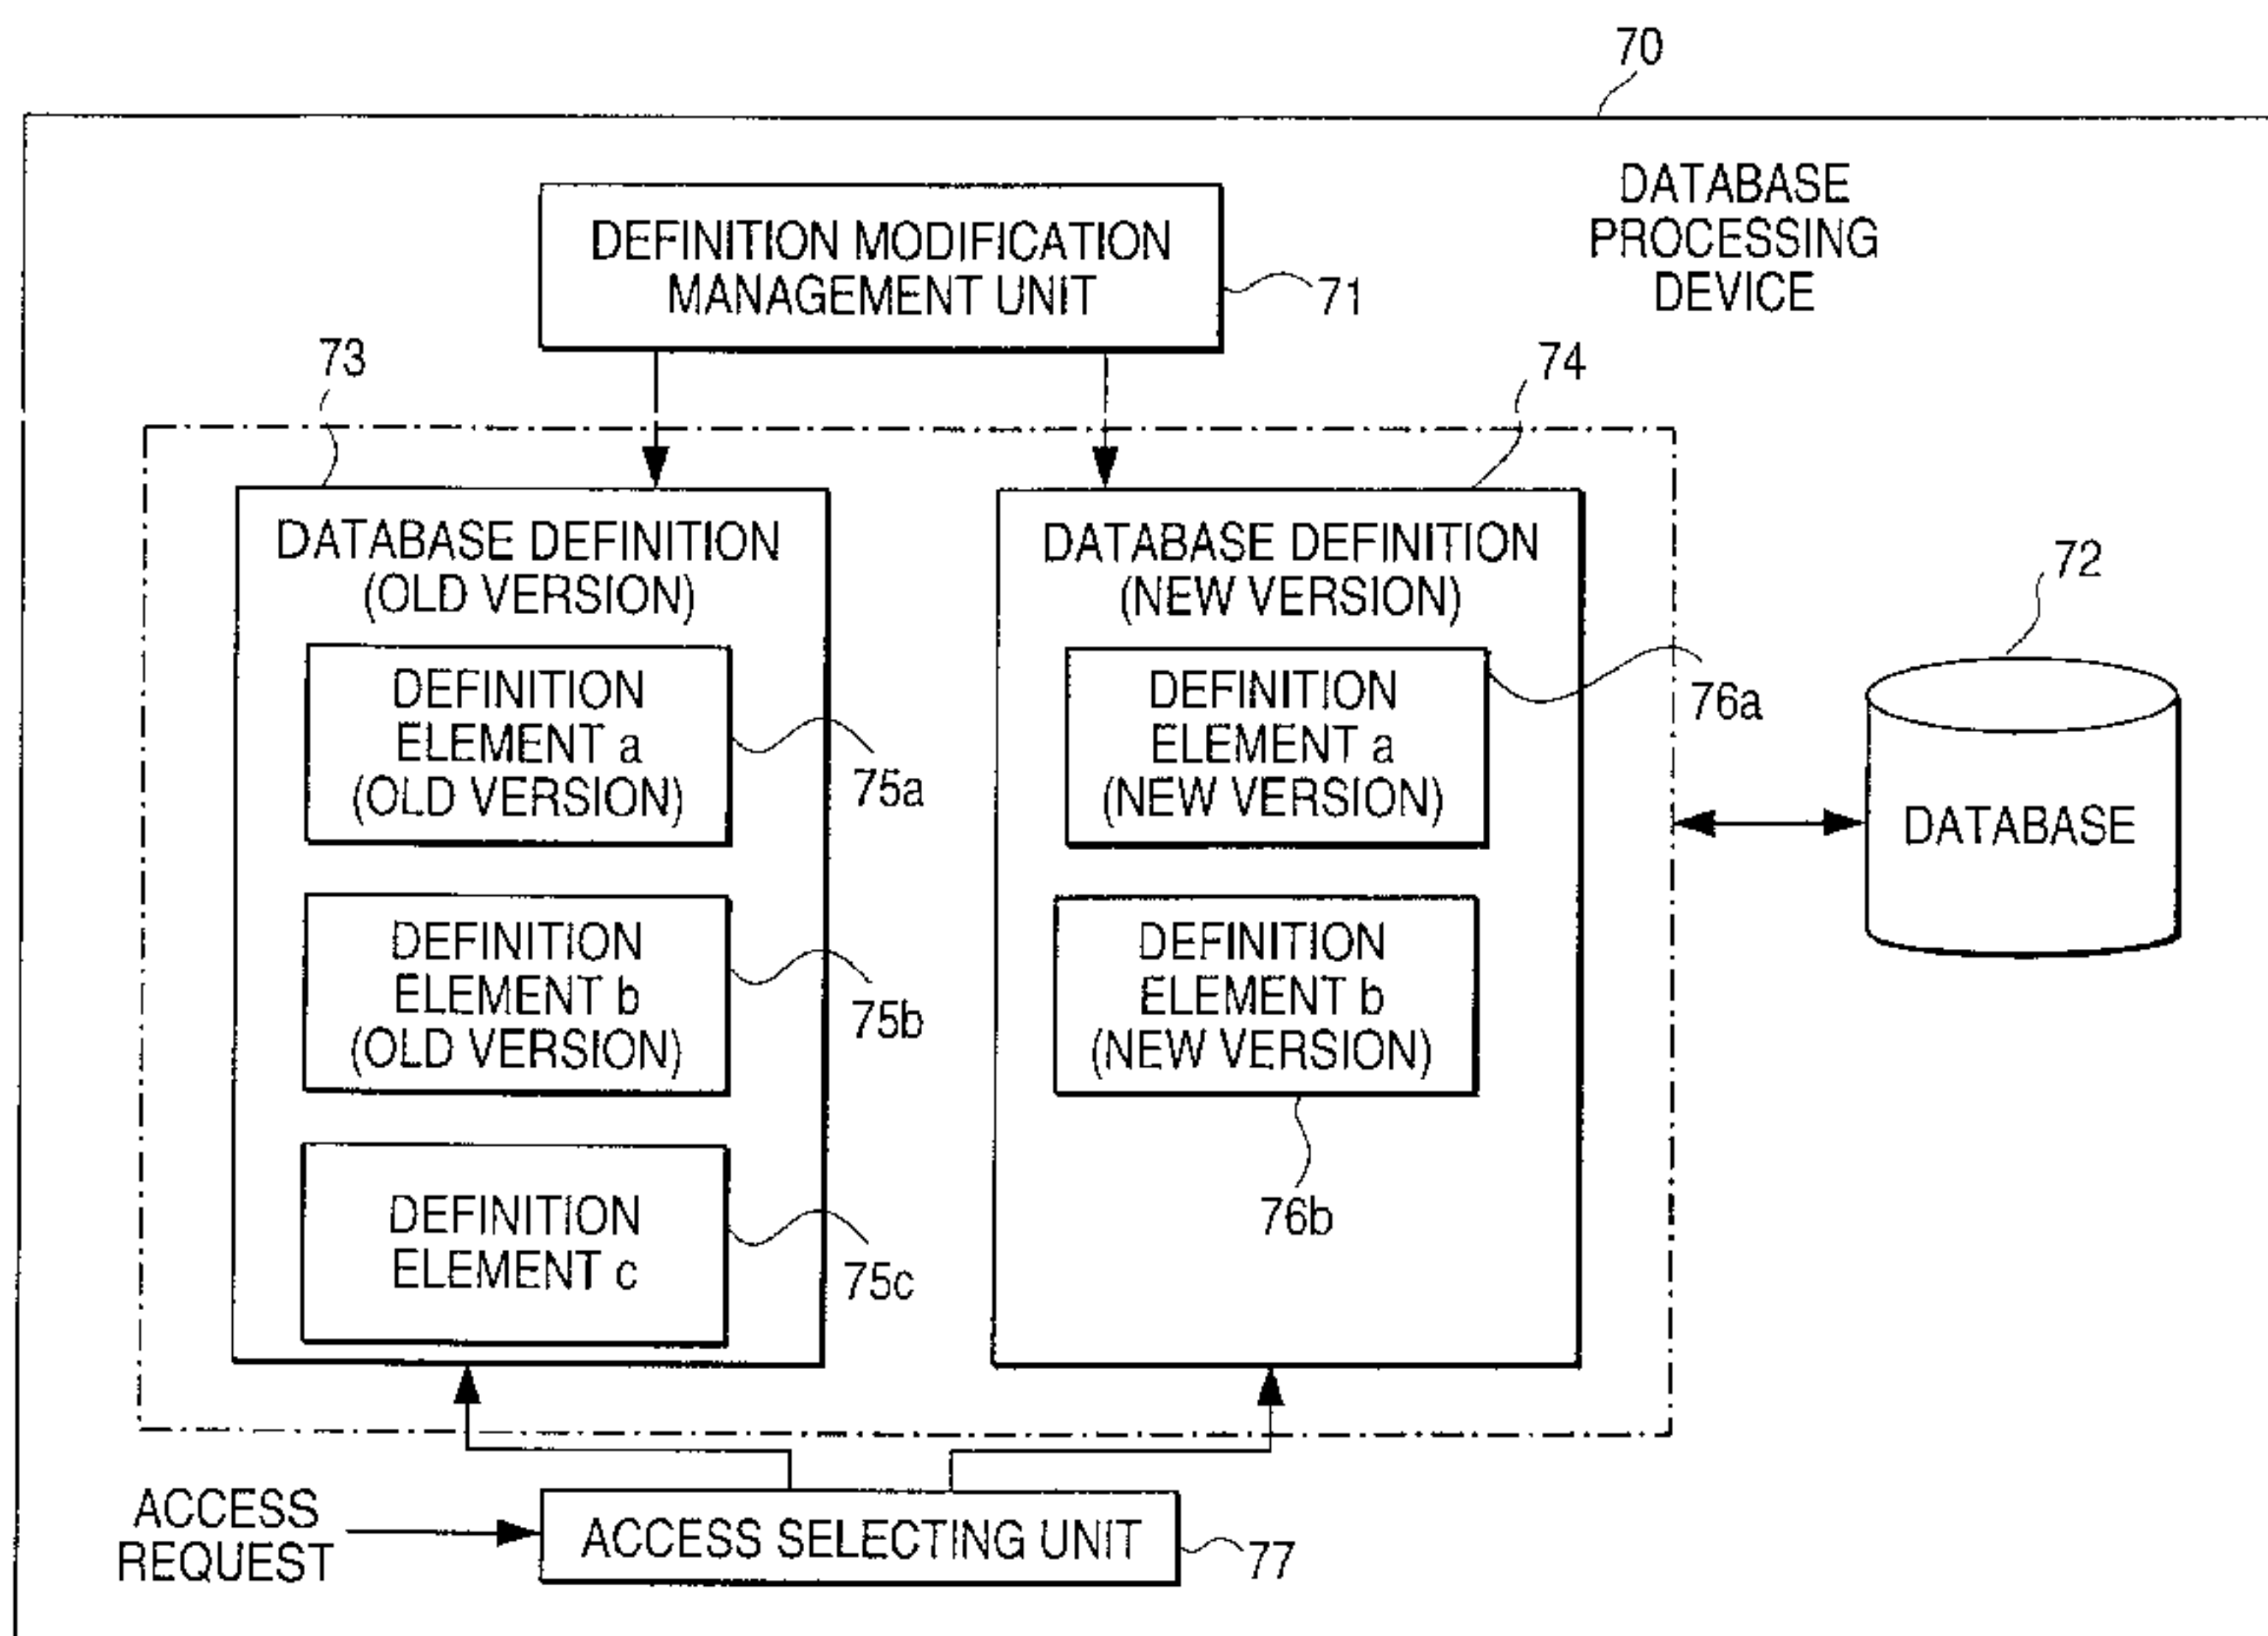 70
DATABASE
PROCESSING
DEVICE
DEFINITION MODIFICATION
MANAGEMENT UNIT
71
73
74
DATABASE DEFINITION
(OLD VERSION)
DEFINITION
ELEMENT a
(OLD VERSION)
75a
DEFINITION
ELEMENT b
(OLD VERSION)
75b
DEFINITION
ELEMENT c
75c
DATABASE DEFINITION
(NEW VERSION)
DEFINITION
ELEMENT a
(NEW VERSION)
76a
DEFINITION
ELEMENT b
(NEW VERSION)
76b
72
DATABASE
ACCESS
REQUEST
ACCESS SELECTING UNIT
77